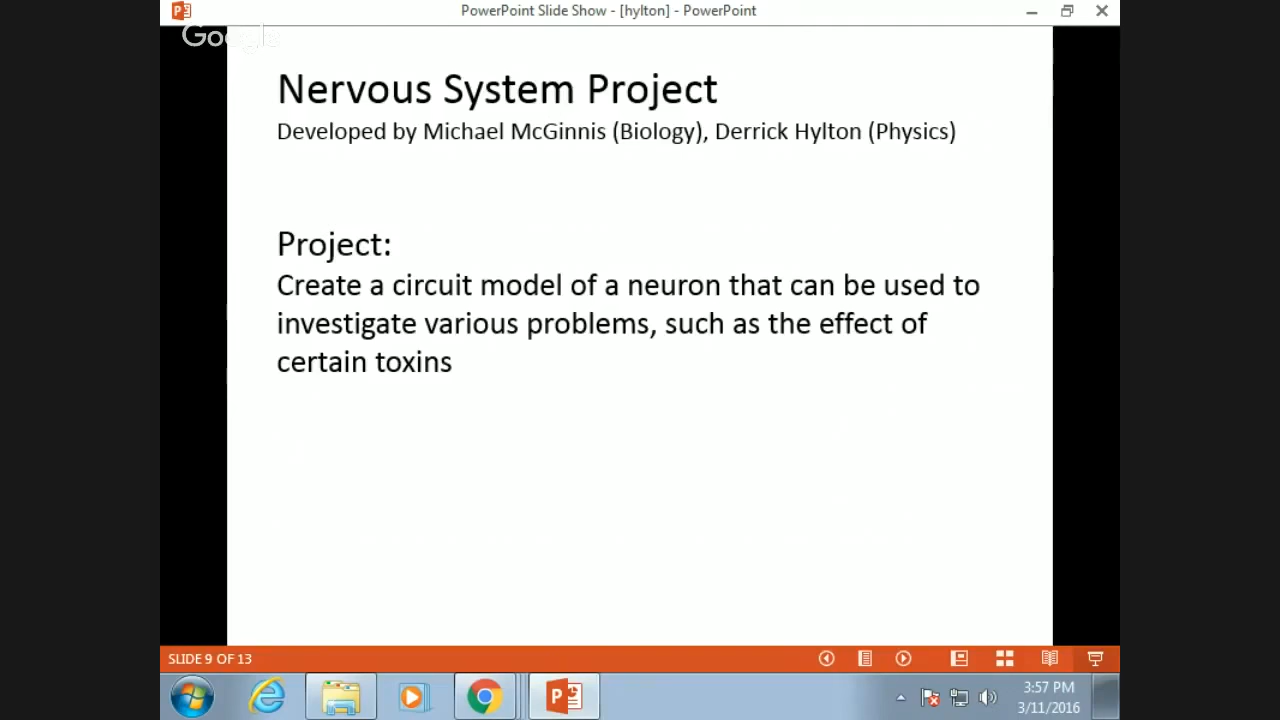 PowerPoint Slide Show - [hylton] - PowerPoint
Google
Nervous System Project
Developed by Michael McGinnis (Biology), Derrick Hylton (Physics)
Project:
Create a circuit model of a neuron that can be used to
investigate various problems, such as the effect of
certain toxins
SLIDE 9 OF 13
3:57 PM
3/11/2016